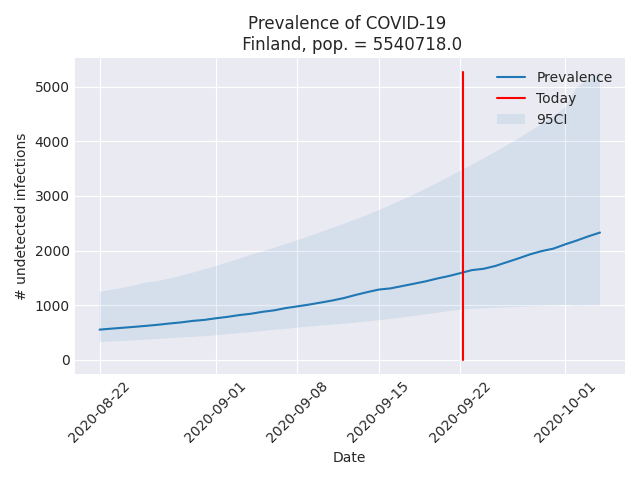 Prevalence of COVID-19
Finland, pop. = 5540718.0
Prevalence
Today
95CI
5000
4000
3000
2000
1000
0
# undetected infections
2020-08-22
2020-09-01
2020-09-08
2020-09-15
2020-09-22
2020-10-01
Date